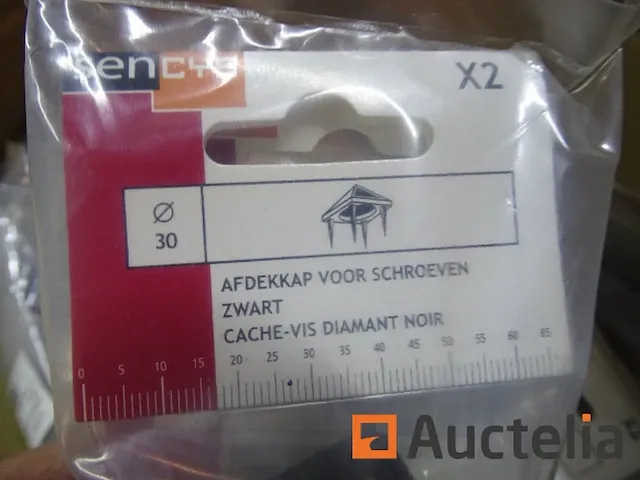 sencys
X2
Ø
30
AFDEKKAP VOOR SCHROEVEN
ZWART
CACHE-VIS DIAMANT NOIR
0 5 10 15 20 25 30 35 40 45 50 55 60 65
Auctelia